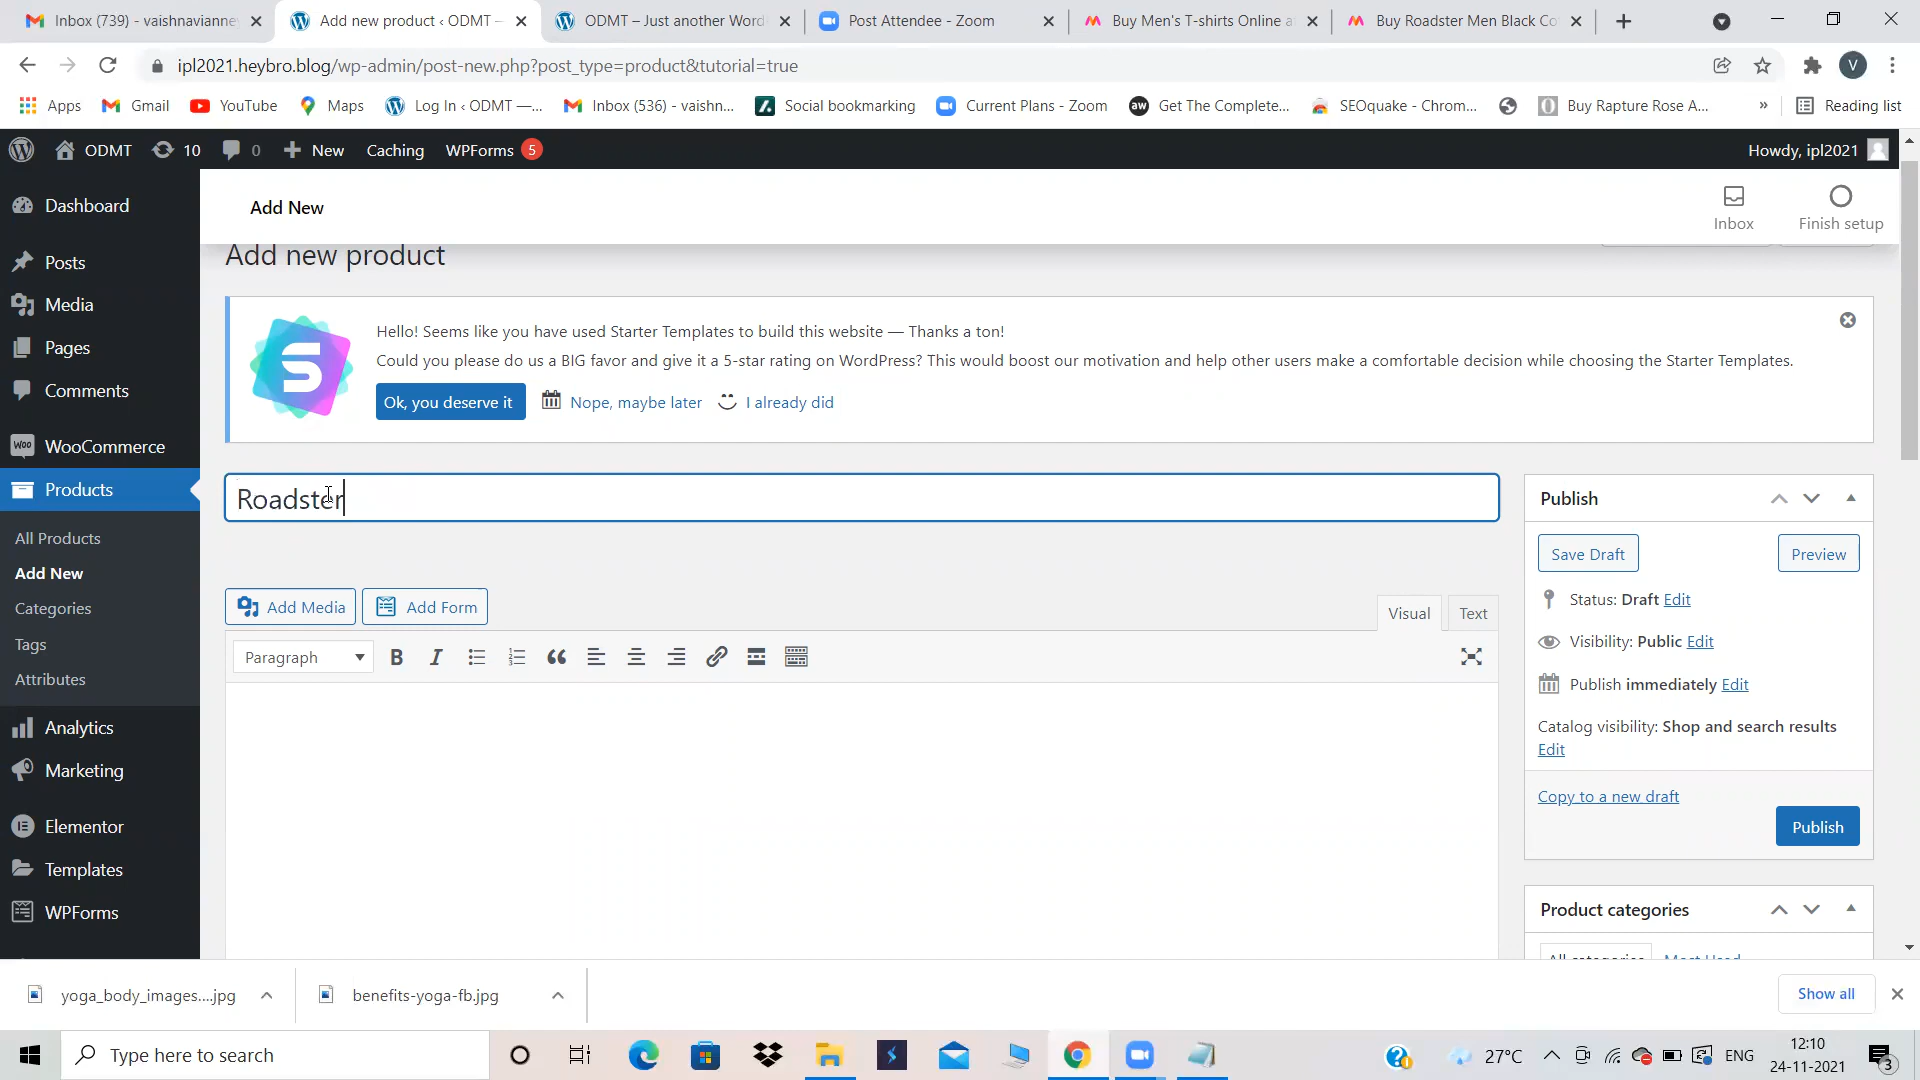 Inbox (739) - vaishnavianne
Add new product ‹ ODMT —
ODMT – Just another Word
Post Attendee - Zoom
Buy Men's T-shirts Online a
Buy Roadster Men Black Co
ipl2021.heybro.blog/wp-admin/post-new.php?post_type=product&tutorial=true
V
Apps
Gmail
YouTube
Maps
Log In ‹ ODMT —...
Inbox (536) - vaishn...
Social bookmarking
Current Plans - Zoom
aw
Get The Complete...
SEOquake - Chrom...
Buy Rapture Rose A...
»
Reading list
ODMT
10
0
New
Caching
WPForms 5
Howdy, ipl2021
Dashboard
Posts
Media
Pages
Comments
Woo
WooCommerce
Products
All Products
Add New
Categories
Tags
Attributes
Analytics
Marketing
Elementor
Templates
WPForms
Add New
Inbox
Finish setup
Add new product
S
Hello! Seems like you have used Starter Templates to build this website — Thanks a ton!
Could you please do us a BIG favor and give it a 5-star rating on WordPress? This would boost our motivation and help other users make a comfortable decision while choosing the Starter Templates.
Ok, you deserve it
Nope, maybe later
I already did
Roadster
Add Media
Add Form
Visual
Text
Paragraph
B
I
Publish
Save Draft
Preview
Status: Draft Edit
Visibility: Public Edit
Publish immediately Edit
Catalog visibility: Shop and search results
Edit
Copy to a new draft
Publish
Product categories
All categories
Most Used
yoga_body_images....jpg
benefits-yoga-fb.jpg
Show all
Type here to search
27°C
ENG
12:10
24-11-2021
3